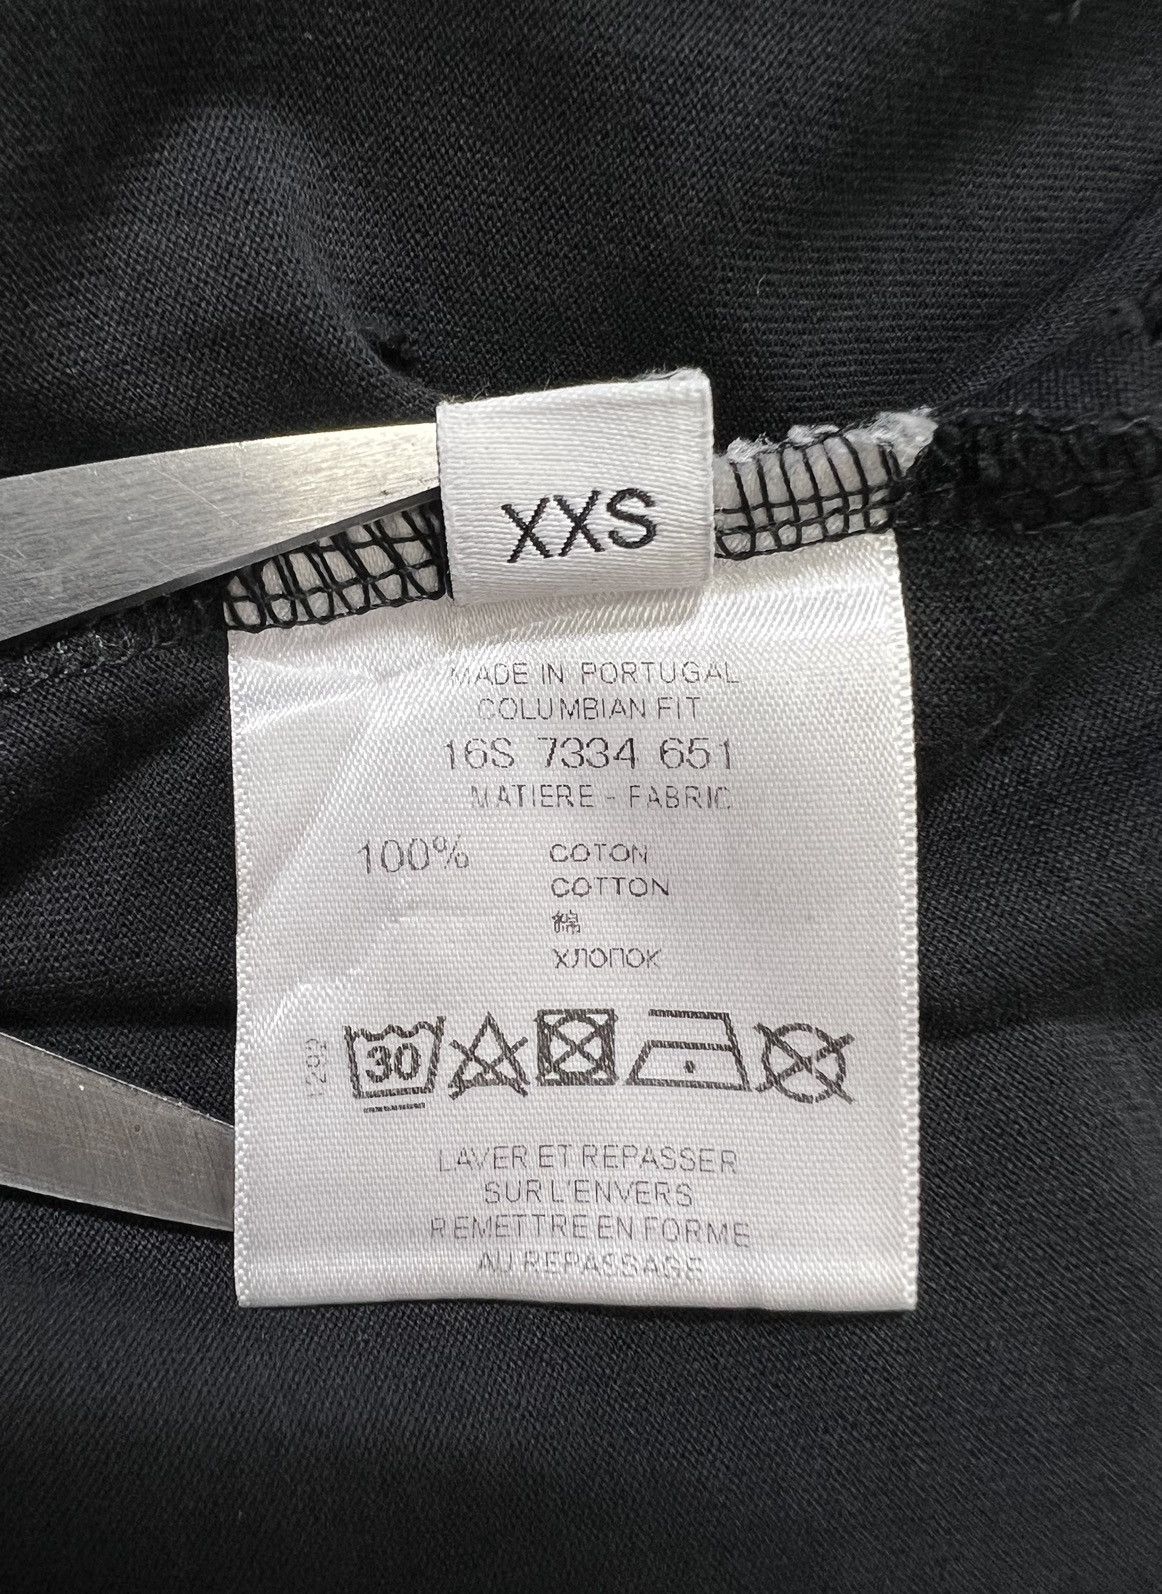 XXS
MADE IN PORTUGAL
COLUMBIAN FIT
16S 7334 651
MATIERE - FABRIC
100% COTON
COTTON
綿
ХЛОПОК
1292
30
LAVER ET REPASSER
SUR L'ENVERS
REMETTRE EN FORME
AU REPASSAGE